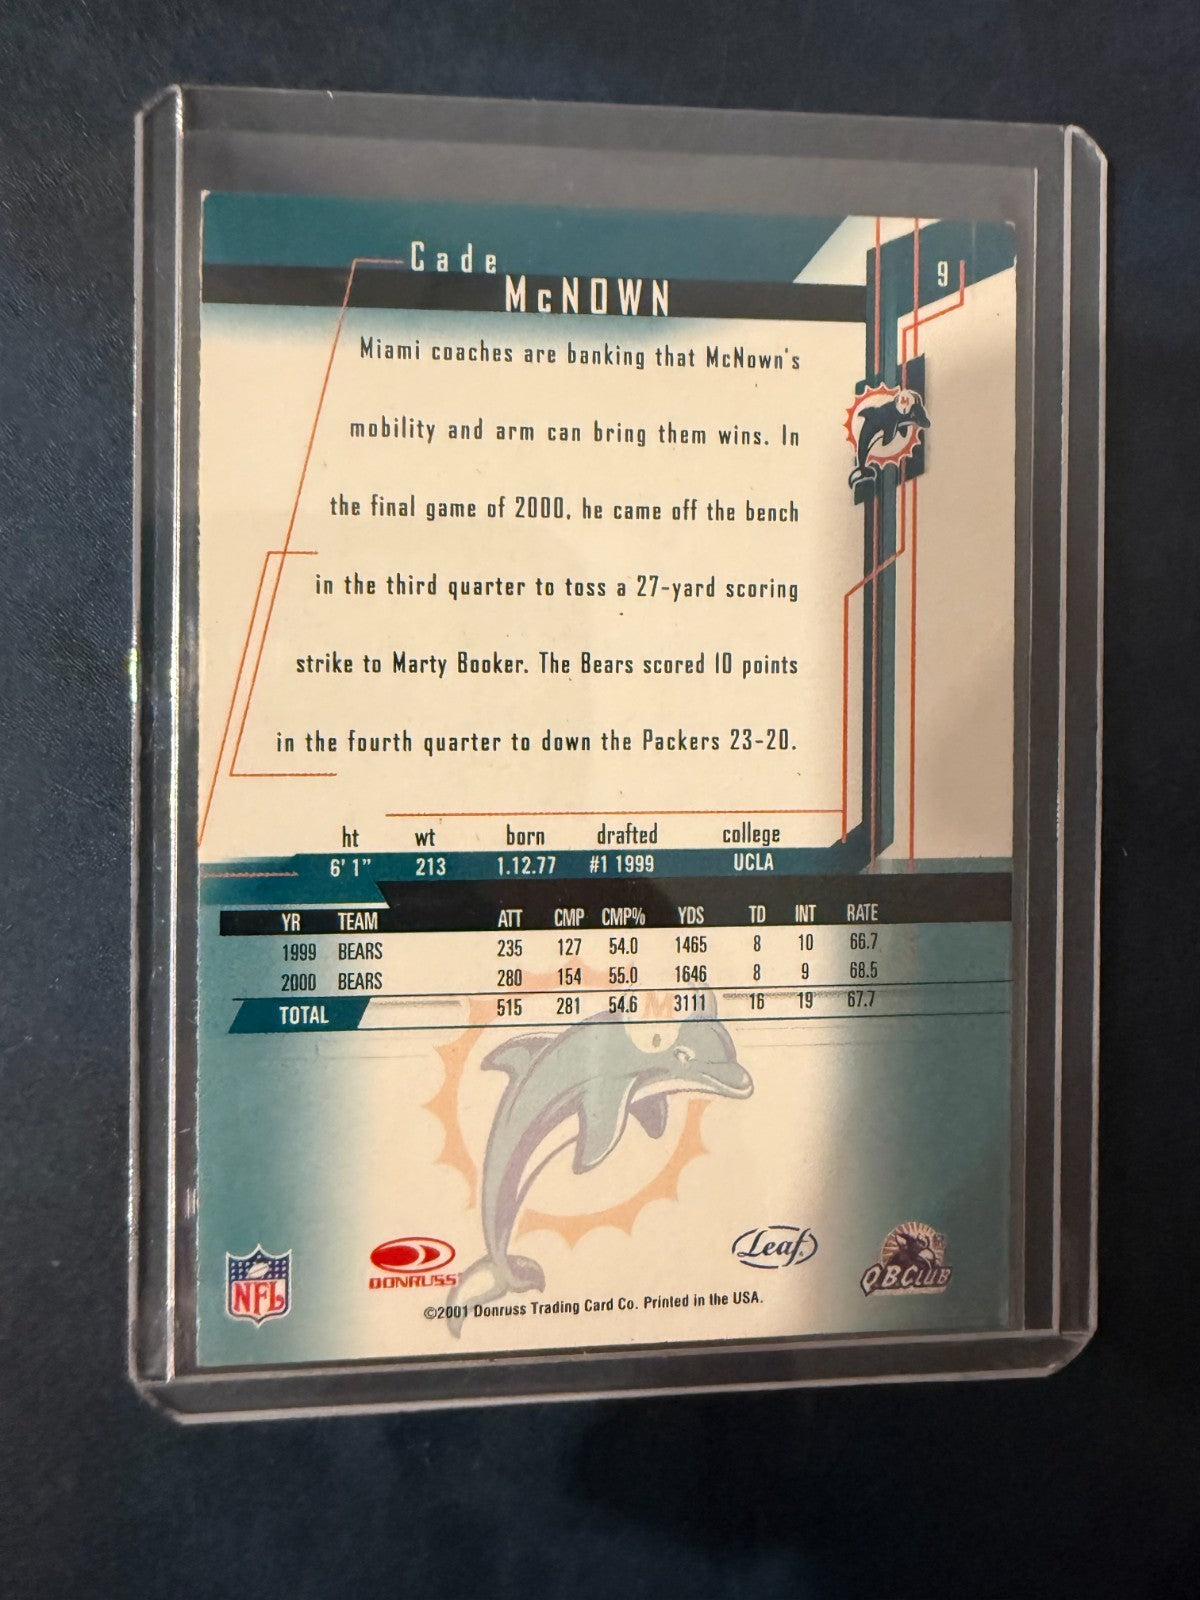 Cade
McNOWN
9
Miami coaches are banking that McNown's
mobility and arm can bring them wins. In
the final game of 2000, he came off the bench
in the third quarter to toss a 27-yard scoring
strike to Marty Booker. The Bears scored 10 points
in the fourth quarter to down the Packers 23-20.
ht wt born drafted college
6' 1" 213 1.12.77 #1 1999 UCLA
YR TEAM ATT CMP CMP% YDS TD INT RATE
1999 BEARS 235 127 54.0 1465 8 10 66.7
2000 BEARS 280 154 55.0 1646 8 9 68.5
TOTAL 515 281 54.6 3111 16 19 67.7
M
M
NFL
DONRUSS
Leaf
Q.B.Club
©2001 Donruss Trading Card Co. Printed in the USA.